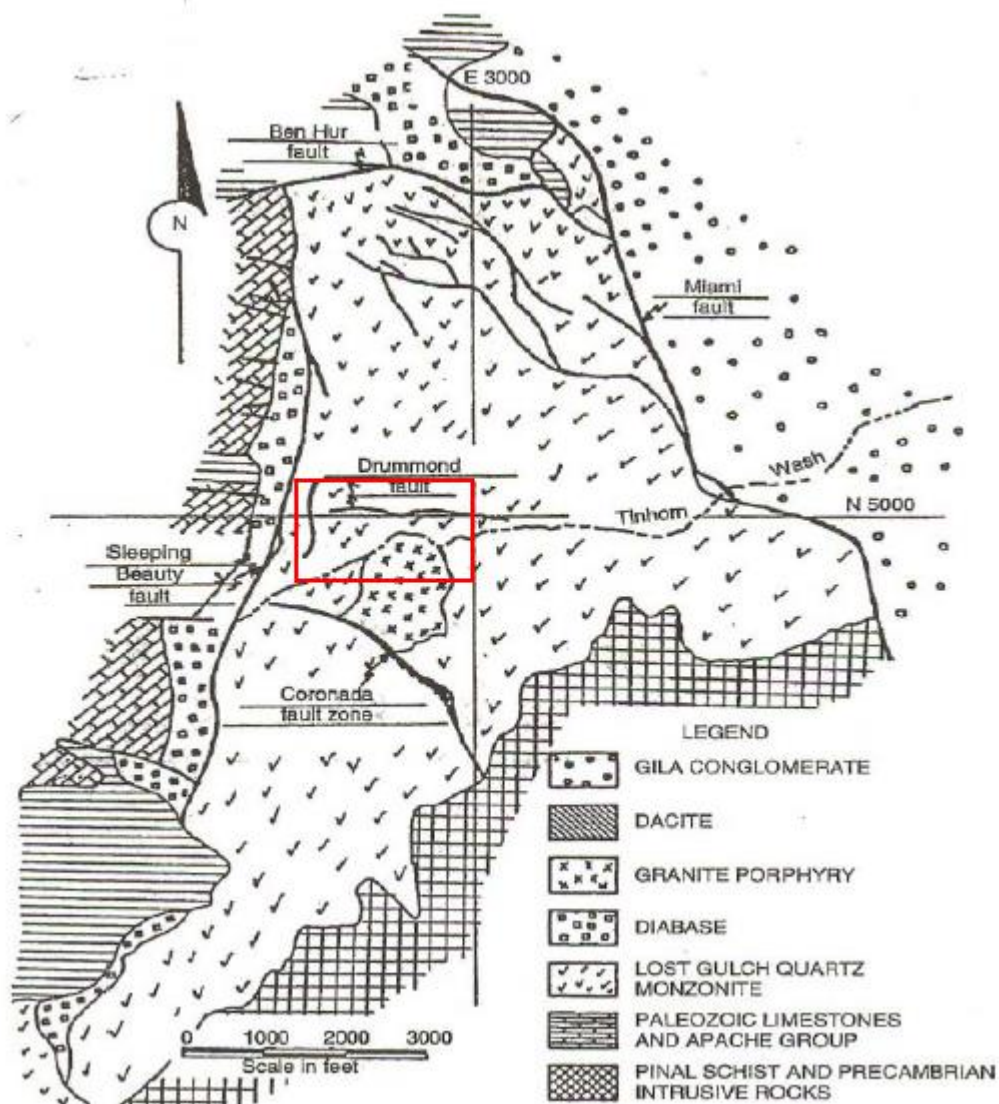 E 3000
Ben Hur
fault
N
Miami
fault
Drummond
fault
Wash
Tinhorn
N 5000
Sleeping
Beauty
fault
Coronada
fault zone
LEGEND
GILA CONGLOMERATE
DACITE
GRANITE PORPHYRY
DIABASE
LOST GULCH QUARTZ
MONZONITE
PALEOZOIC LIMESTONES
AND APACHE GROUP
PINAL SCHIST AND PRECAMBRIAN
INTRUSIVE ROCKS
0 1000 2000 3000
Scale in feet